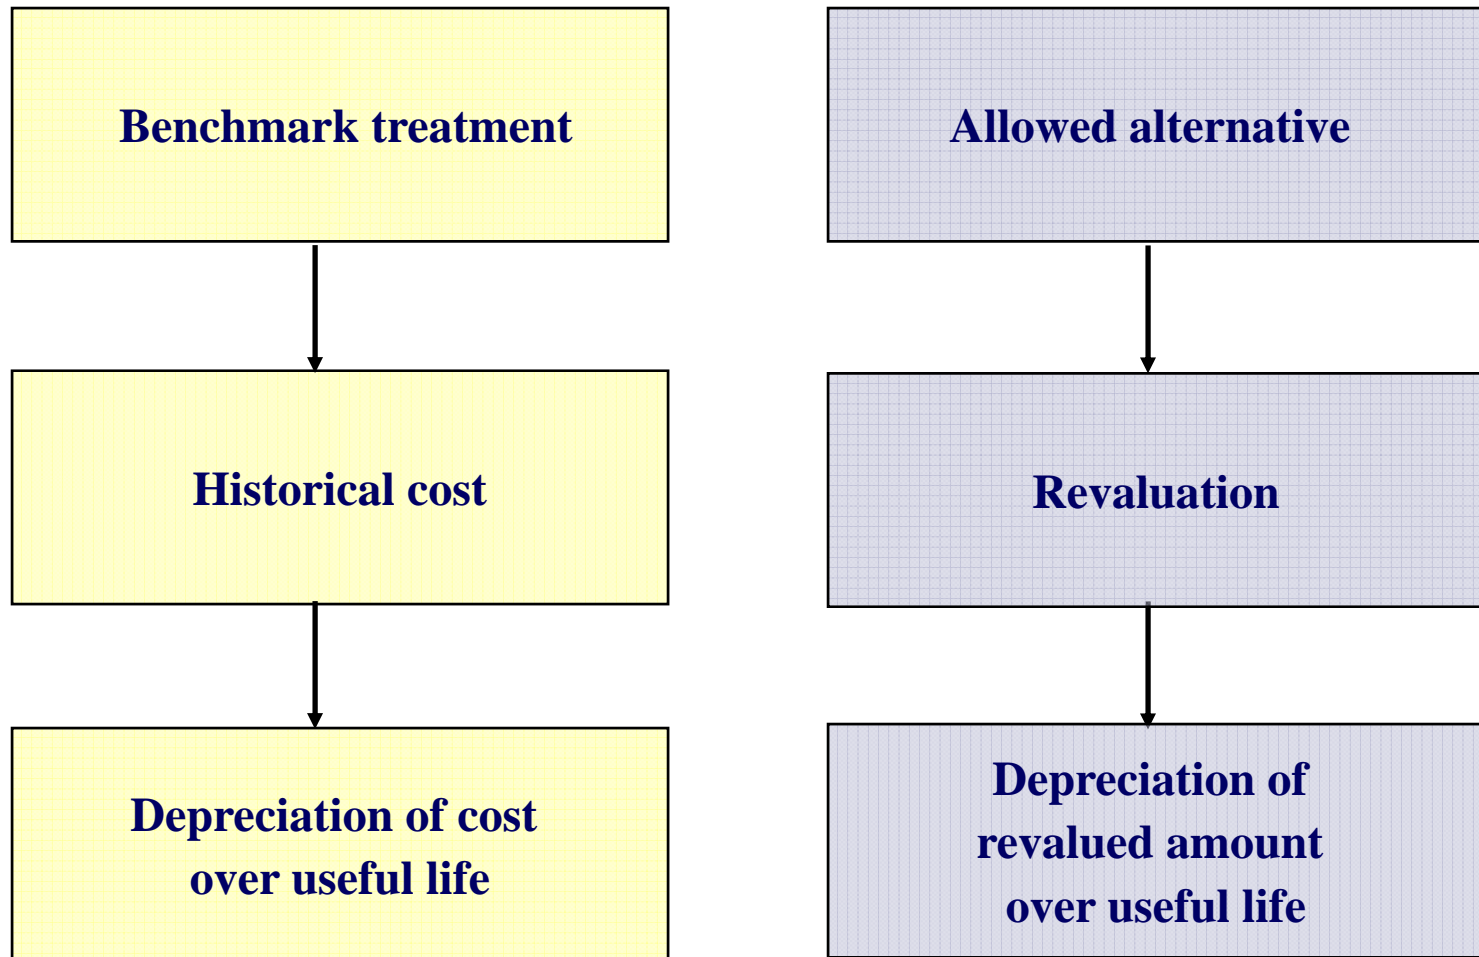 Benchmark treatment
Allowed alternative
Historical cost
Revaluation
Depreciation of cost
over useful life
Depreciation of
revalued amount
over useful life